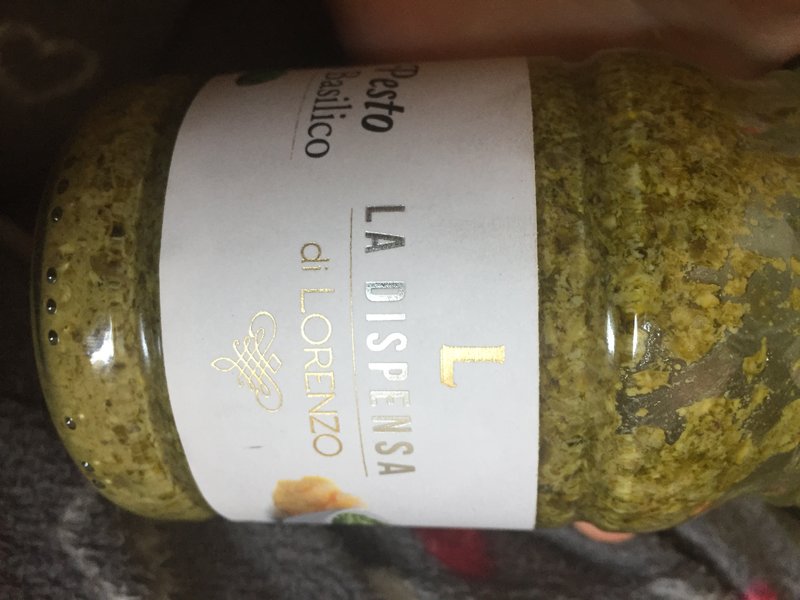 L
LA DISPENSA
di LORENZO
Pesto
Basilico